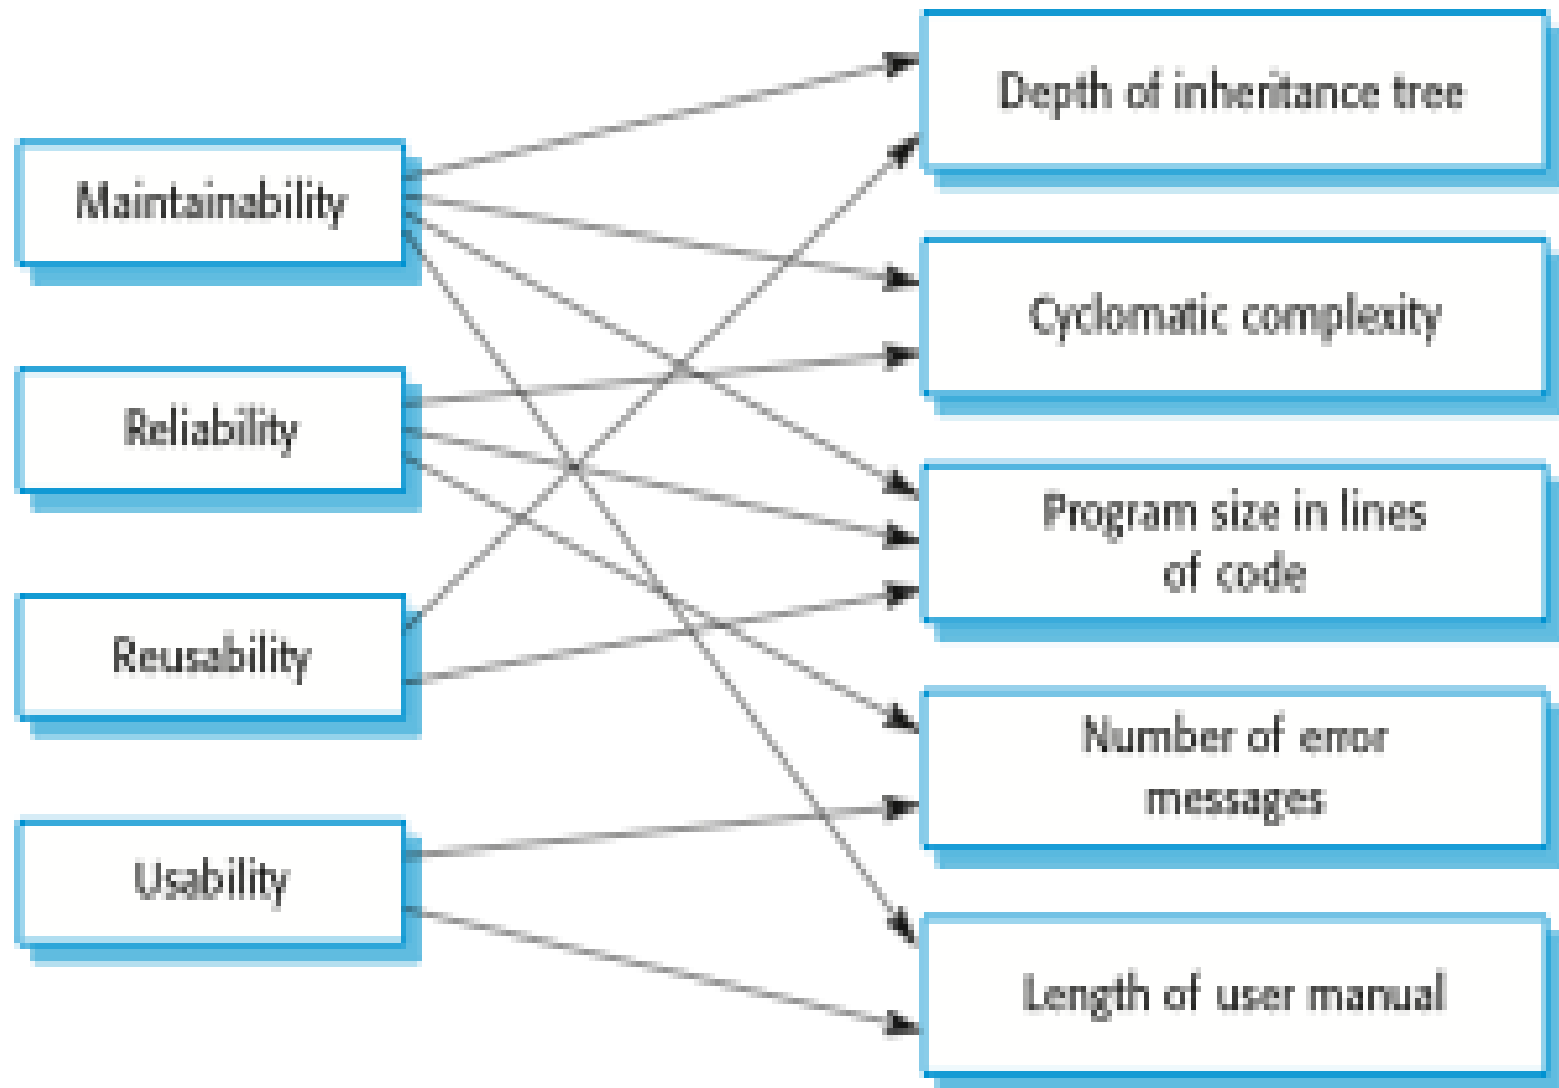 Maintainability
Reliability
Reusability
Usability
Depth of inheritance tree
Cyclomatic complexity
Program size in lines
of code
Number of error
messages
Length of user manual